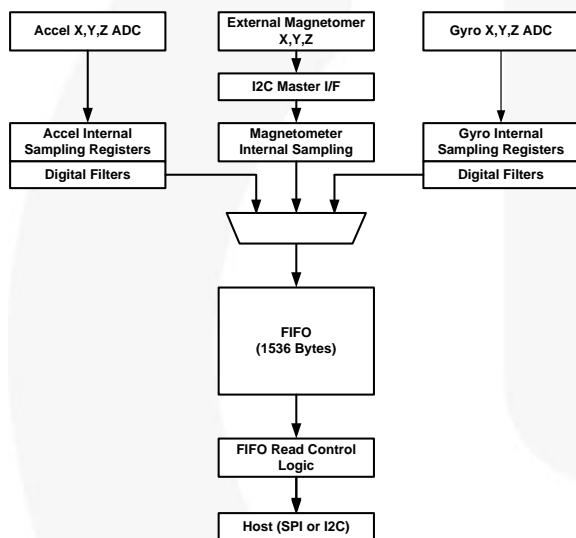 Accel X,Y,Z ADC
External Magnetomer
X,Y,Z
Gyro X,Y,Z ADC
I2C Master I/F
Accel Internal
Sampling Registers
Digital Filters
Magnetometer
Internal Sampling
Gyro Internal
Sampling Registers
Digital Filters
FIFO
(1536 Bytes)
FIFO Read Control
Logic
Host (SPI or I2C)